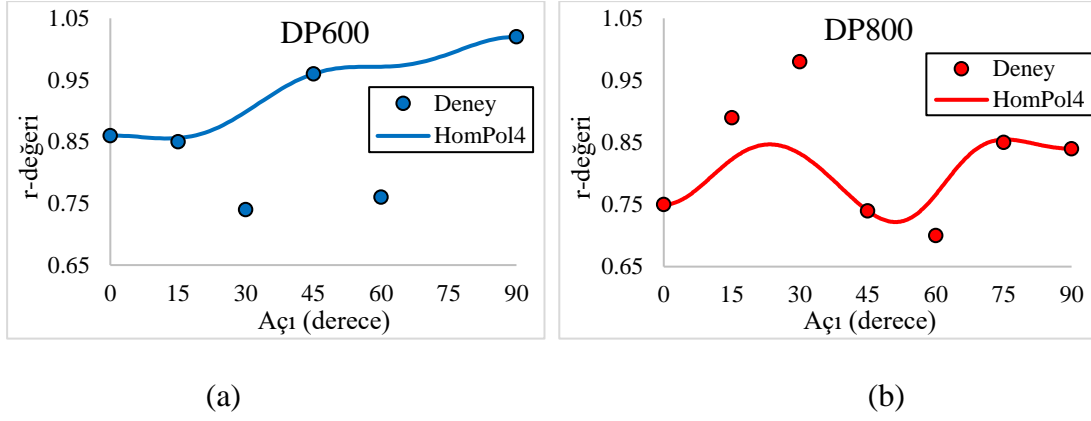 DP600
1.05
0.95
0.85
0.75
0.65
r-değeri
Deney
HomPol4
0 15 30 45 60 75 90
Açı (derece)
(a)
DP800
1.05
0.95
0.85
0.75
0.65
r-değeri
Deney
HomPol4
0 15 30 45 60 75 90
Açı (derece)
(b)